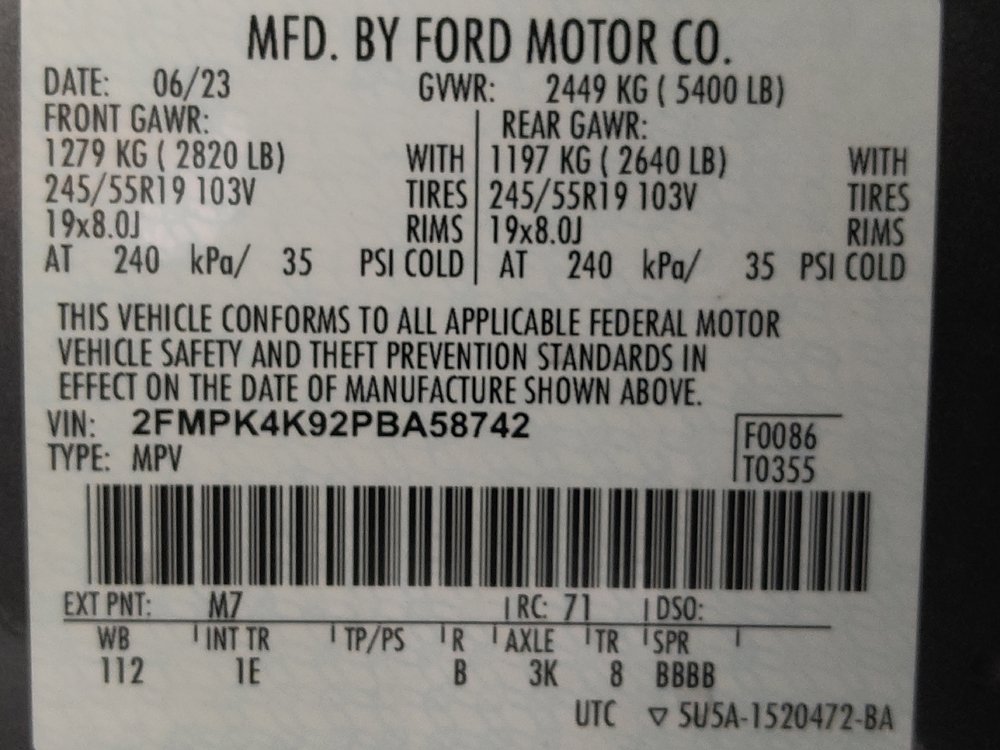 MFD. BY FORD MOTOR CO.
DATE: 06/23 GVWR: 2449 KG ( 5400 LB)
FRONT GAWR: REAR GAWR:
1279 KG ( 2820 LB) WITH 1197 KG ( 2640 LB) WITH
245/55R19 103V TIRES 245/55R19 103V TIRES
19x8.0J RIMS 19x8.0J RIMS
AT 240 kPa/ 35 PSI COLD AT 240 kPa/ 35 PSI COLD
THIS VEHICLE CONFORMS TO ALL APPLICABLE FEDERAL MOTOR
VEHICLE SAFETY AND THEFT PREVENTION STANDARDS IN
EFFECT ON THE DATE OF MANUFACTURE SHOWN ABOVE.
VIN: 2FMPK4K92PBA58742 F0086
TYPE: MPV T0355
EXT PNT: M7 RC: 71 DSO:
WB INT TR TP/PS R AXLE TR SPR
112 1E B 3K 8 BBBB
UTC ▽ 5U5A-1520472-BA